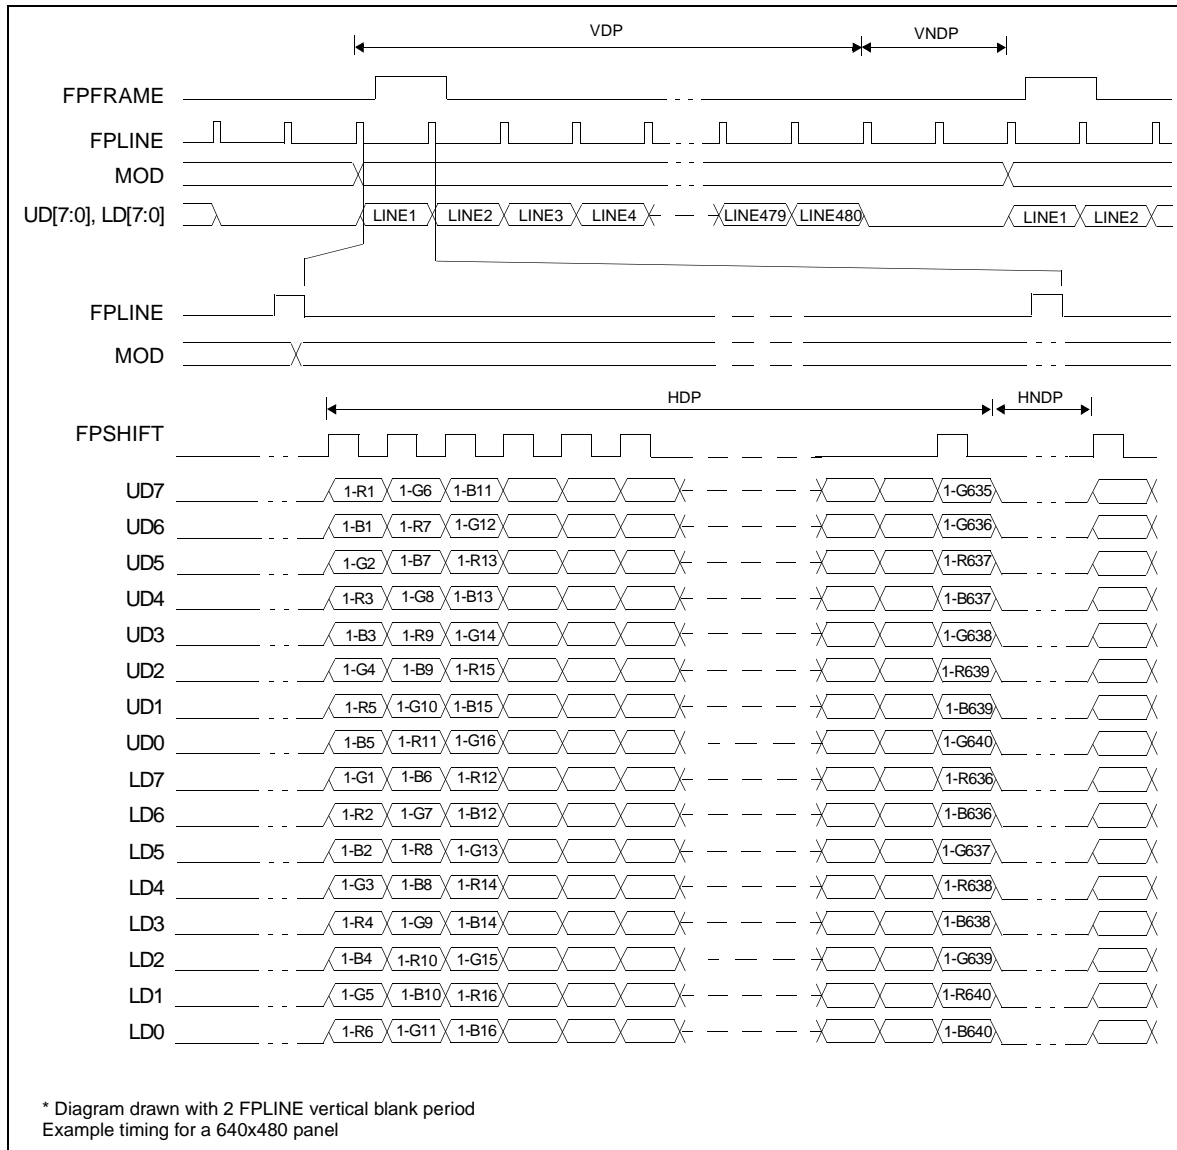 VDP VNDP
FPFRAME
FPLINE
MOD
UD[7:0], LD[7:0] LINE1 LINE2 LINE3 LINE4 LINE479 LINE480 LINE1 LINE2
FPLINE
MOD
HDP HNDP
FPSHIFT
UD7 1-R1 1-G6 1-B11 1-G635
UD6 1-B1 1-R7 1-G12 1-G636
UD5 1-G2 1-B7 1-R13 1-R637
UD4 1-R3 1-G8 1-B13 1-B637
UD3 1-B3 1-R9 1-G14 1-G638
UD2 1-G4 1-B9 1-R15 1-R639
UD1 1-R5 1-G10 1-B15 1-B639
UD0 1-B5 1-R11 1-G16 1-G640
LD7 1-G1 1-B6 1-R12 1-R636
LD6 1-R2 1-G7 1-B12 1-B636
LD5 1-B2 1-R8 1-G13 1-G637
LD4 1-G3 1-B8 1-R14 1-R638
LD3 1-R4 1-G9 1-B14 1-B638
LD2 1-B4 1-R10 1-G15 1-G639
LD1 1-G5 1-B10 1-R16 1-R640
LD0 1-R6 1-G11 1-B16 1-B640
* Diagram drawn with 2 FPLINE vertical blank period
Example timing for a 640x480 panel